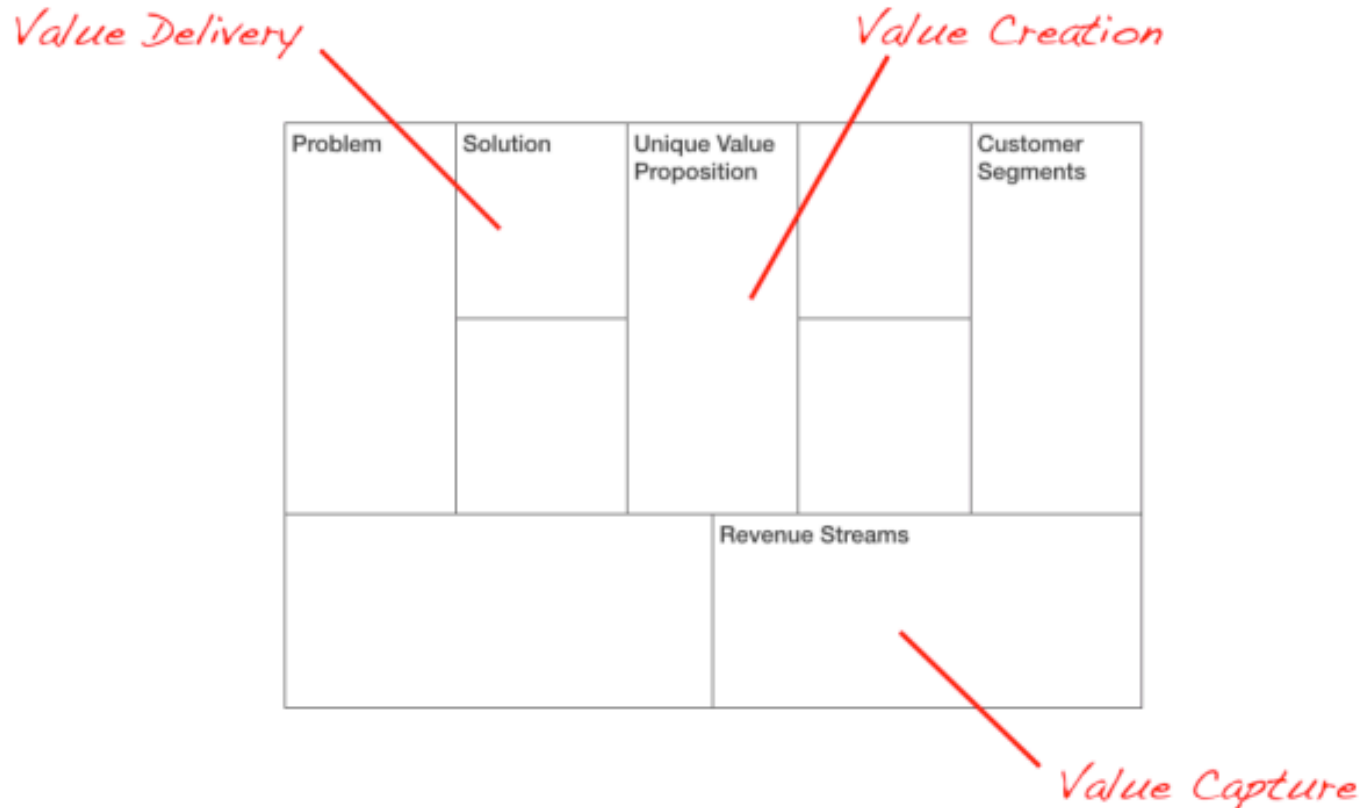 Value Delivery
Value Creation
Problem
Solution
Unique Value
Proposition
Customer
Segments
Revenue Streams
Value Capture